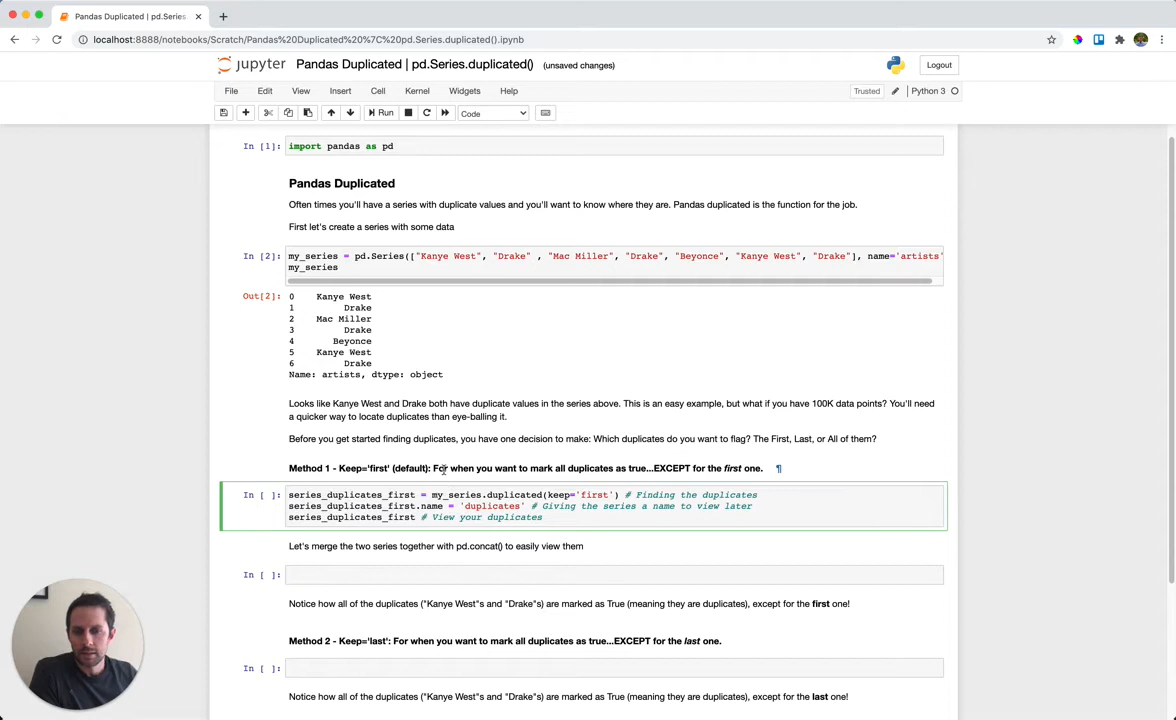 Pandas Duplicated | pd.Series
localhost:8888/notebooks/Scratch/Pandas%20Duplicated%20%7C%20pd.Series.duplicated().ipynb
jupyter Pandas Duplicated | pd.Series.duplicated() (unsaved changes) Logout
File Edit View Insert Cell Kernel Widgets Help Trusted Python 3
Run Code
In [1]: import pandas as pd
Pandas Duplicated
Often times you'll have a series with duplicate values and you'll want to know where they are. Pandas duplicated is the function for the job.
First let's create a series with some data
In [2]: my_series = pd.Series(["Kanye West", "Drake" , "Mac Miller", "Drake", "Beyonce", "Kanye West", "Drake"], name='artists'
my_series
Out[2]: 0 Kanye West
1 Drake
2 Mac Miller
3 Drake
4 Beyonce
5 Kanye West
6 Drake
Name: artists, dtype: object
Looks like Kanye West and Drake both have duplicate values in the series above. This is an easy example, but what if you have 100K data points? You'll need
a quicker way to locate duplicates than eye-balling it.
Before you get started finding duplicates, you have one decision to make: Which duplicates do you want to flag? The First, Last, or All of them?
Method 1 - Keep='first' (default): For when you want to mark all duplicates as true...EXCEPT for the first one. ¶
In [ ]: series_duplicates_first = my_series.duplicated(keep='first') # Finding the duplicates
series_duplicates_first.name = 'duplicates' # Giving the series a name to view later
series_duplicates_first # View your duplicates
Let's merge the two series together with pd.concat() to easily view them
In [ ]:
Notice how all of the duplicates ("Kanye West"s and "Drake"s) are marked as True (meaning they are duplicates), except for the first one!
Method 2 - Keep='last': For when you want to mark all duplicates as true...EXCEPT for the last one.
In [ ]:
Notice how all of the duplicates ("Kanye West"s and "Drake"s) are marked as True (meaning they are duplicates), except for the last one!